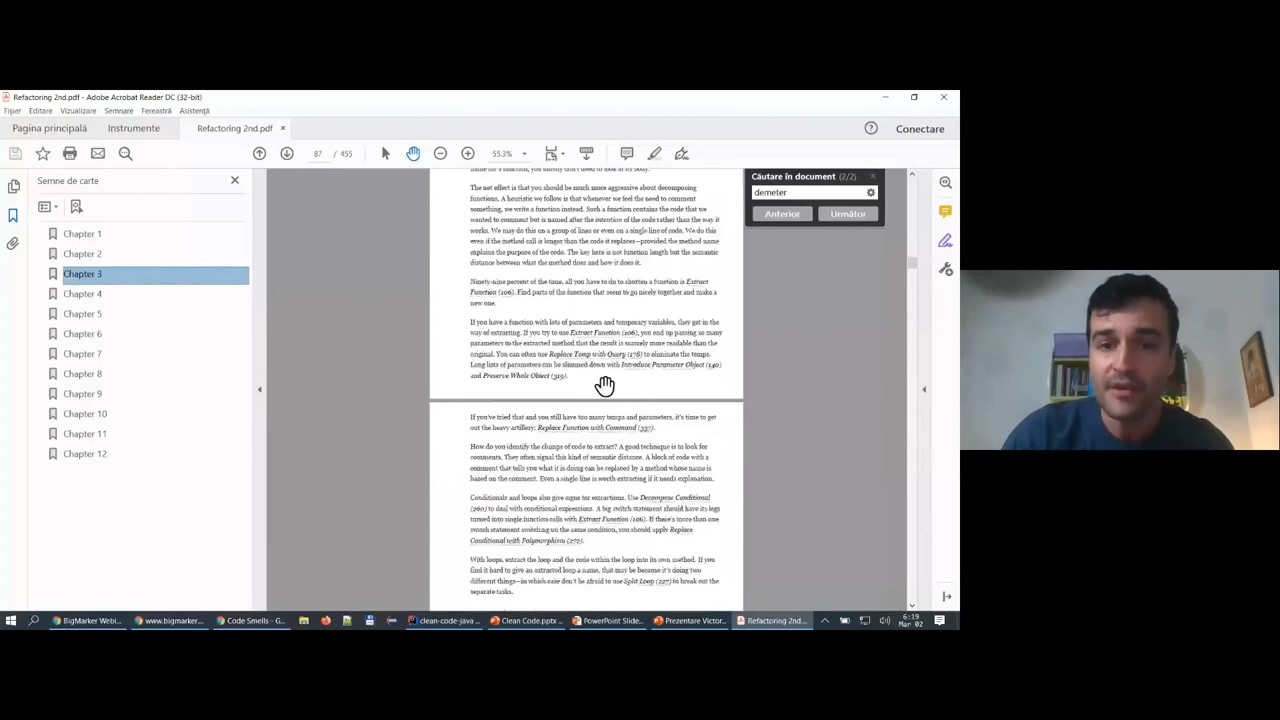 Refactoring 2nd.pdf - Adobe Acrobat Reader DC (32-bit)
Fișier Editare Vizualizare Semnare Fereastră Asistență
Pagina principală Instrumente Refactoring 2nd.pdf × Conectare
87 / 455 55.3%
Semne de carte
Chapter 1
Chapter 2
Chapter 3
Chapter 4
Chapter 5
Chapter 6
Chapter 7
Chapter 8
Chapter 9
Chapter 10
Chapter 11
Chapter 12
name for a function, you mostly don't need to look at its body.
The net effect is that you should be much more aggressive about decomposing
functions. A heuristic we follow is that whenever we feel the need to comment
something, we write a function instead. Such a function contains the code that we
wanted to comment but is named after the intention of the code rather than the way it
works. We may do this on a group of lines or even on a single line of code. We do this
even if the method call is longer than the code it replaces—provided the method name
explains the purpose of the code. The key here is not function length but the semantic
distance between what the method does and how it does it.
Ninety-nine percent of the time, all you have to do to shorten a function is Extract
Function (106). Find parts of the function that seem to go nicely together and make a
new one.
If you have a function with lots of parameters and temporary variables, they get in the
way of extracting. If you try to use Extract Function (106), you end up passing so many
parameters to the extracted method that the result is scarcely more readable than the
original. You can often use Replace Temp with Query (178) to eliminate the temps.
Long lists of parameters can be slimmed down with Introduce Parameter Object (140)
and Preserve Whole Object (319).
If you've tried that and you still have too many temps and parameters, it's time to get
out the heavy artillery: Replace Function with Command (337).
How do you identify the clumps of code to extract? A good technique is to look for
comments. They often signal this kind of semantic distance. A block of code with a
comment that tells you what it is doing can be replaced by a method whose name is
based on the comment. Even a single line is worth extracting if it needs explanation.
Conditionals and loops also give signs for extractions. Use Decompose Conditional
(260) to deal with conditional expressions. A big switch statement should have its legs
turned into single function calls with Extract Function (106). If there's more than one
switch statement switching on the same condition, you should apply Replace
Conditional with Polymorphism (272).
With loops, extract the loop and the code within the loop into its own method. If you
find it hard to give an extracted loop a name, that may be because it's doing two
different things—in which case don't be afraid to use Split Loop (227) to break out the
separate tasks.
Căutare în document (2/2)
demeter
Anterior Următor
BigMarker Webi... www.bigmarker... Code Smells - G... clean-code-java ... Clean Code.pptx ... PowerPoint Slide... Prezentare Victor... Refactoring 2nd... 6:19
Mar 02